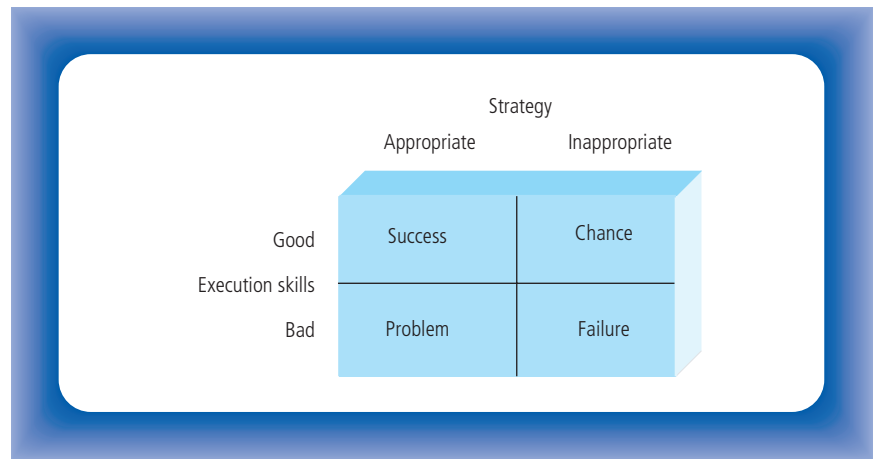 Strategy
Appropriate Inappropriate
Good Success Chance
Execution skills
Bad Problem Failure